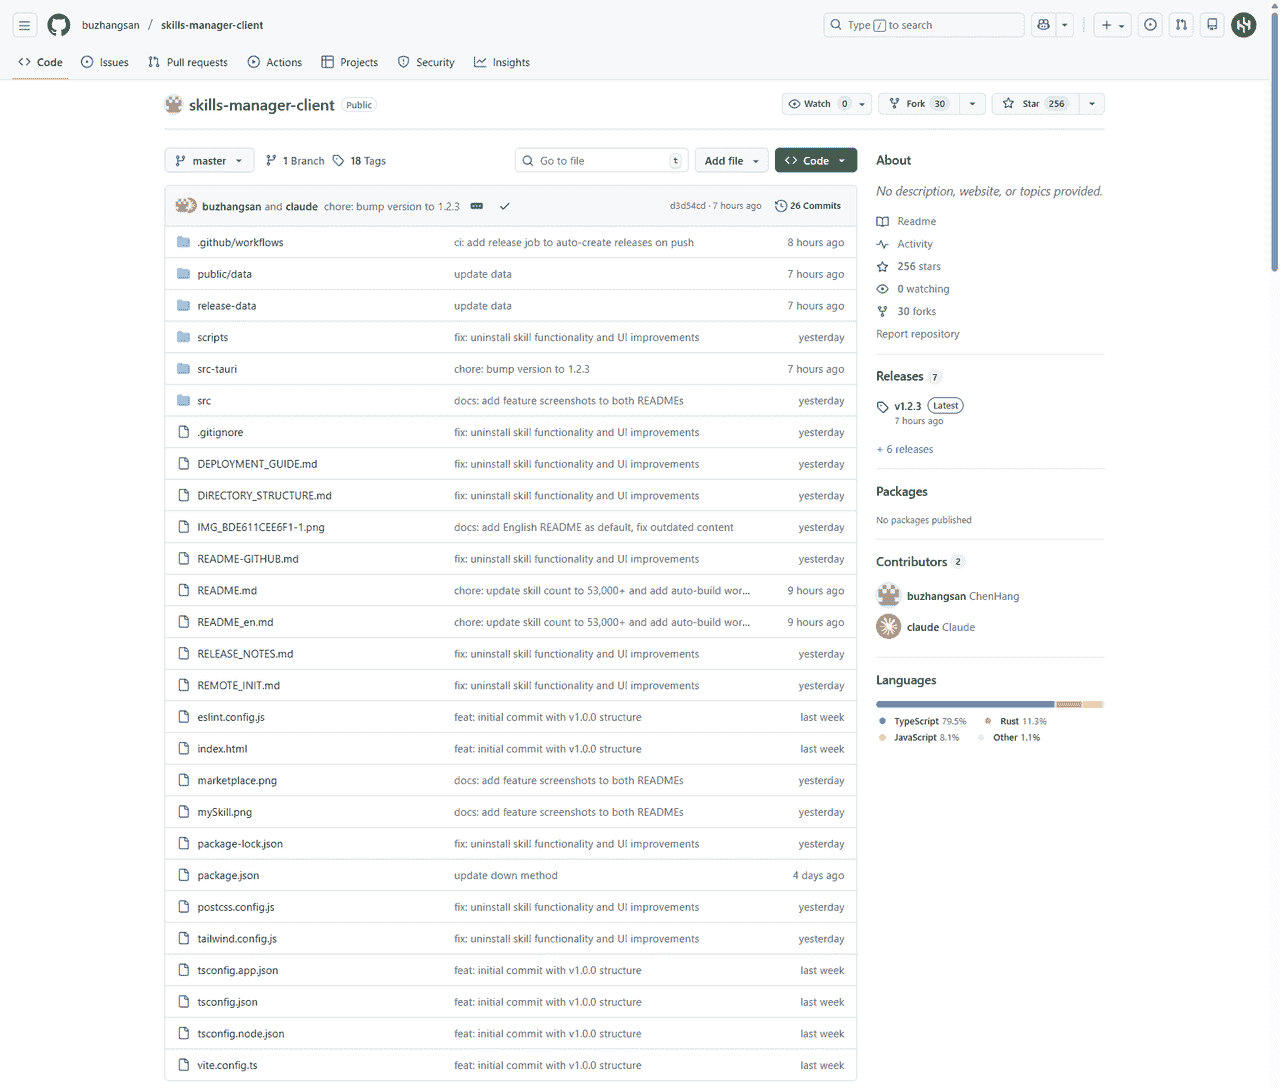 buzhangsan / skills-manager-client
Type / to search
Code Issues Pull requests Actions Projects Security Insights
skills-manager-client Public
Watch 0 Fork 30 Star 256
master 1 Branch 18 Tags Go to file t Add file Code
buzhangsan and claude chore: bump version to 1.2.3 d3d54cd · 7 hours ago 26 Commits
.github/workflows ci: add release job to auto-create releases on push 8 hours ago
public/data update data 7 hours ago
release-data update data 7 hours ago
scripts fix: uninstall skill functionality and UI improvements yesterday
src-tauri chore: bump version to 1.2.3 7 hours ago
src docs: add feature screenshots to both READMEs yesterday
.gitignore fix: uninstall skill functionality and UI improvements yesterday
DEPLOYMENT_GUIDE.md fix: uninstall skill functionality and UI improvements yesterday
DIRECTORY_STRUCTURE.md fix: uninstall skill functionality and UI improvements yesterday
IMG_BDE611CEE6F1-1.png docs: add English README as default, fix outdated content yesterday
README-GITHUB.md fix: uninstall skill functionality and UI improvements yesterday
README.md chore: update skill count to 53,000+ and add auto-build wor... 9 hours ago
README_en.md chore: update skill count to 53,000+ and add auto-build wor... 9 hours ago
RELEASE_NOTES.md fix: uninstall skill functionality and UI improvements yesterday
REMOTE_INIT.md fix: uninstall skill functionality and UI improvements yesterday
eslint.config.js feat: initial commit with v1.0.0 structure last week
index.html feat: initial commit with v1.0.0 structure last week
marketplace.png docs: add feature screenshots to both READMEs yesterday
mySkill.png docs: add feature screenshots to both READMEs yesterday
package-lock.json fix: uninstall skill functionality and UI improvements yesterday
package.json update down method 4 days ago
postcss.config.js fix: uninstall skill functionality and UI improvements yesterday
tailwind.config.js fix: uninstall skill functionality and UI improvements yesterday
tsconfig.app.json feat: initial commit with v1.0.0 structure last week
tsconfig.json feat: initial commit with v1.0.0 structure last week
tsconfig.node.json feat: initial commit with v1.0.0 structure last week
vite.config.ts feat: initial commit with v1.0.0 structure last week
About
No description, website, or topics provided.
Readme
Activity
256 stars
0 watching
30 forks
Report repository
Releases 7
v1.2.3 Latest
7 hours ago
+ 6 releases
Packages
No packages published
Contributors 2
buzhangsan ChenHang
claude Claude
Languages
TypeScript 79.5% Rust 11.3%
JavaScript 8.1% Other 1.1%